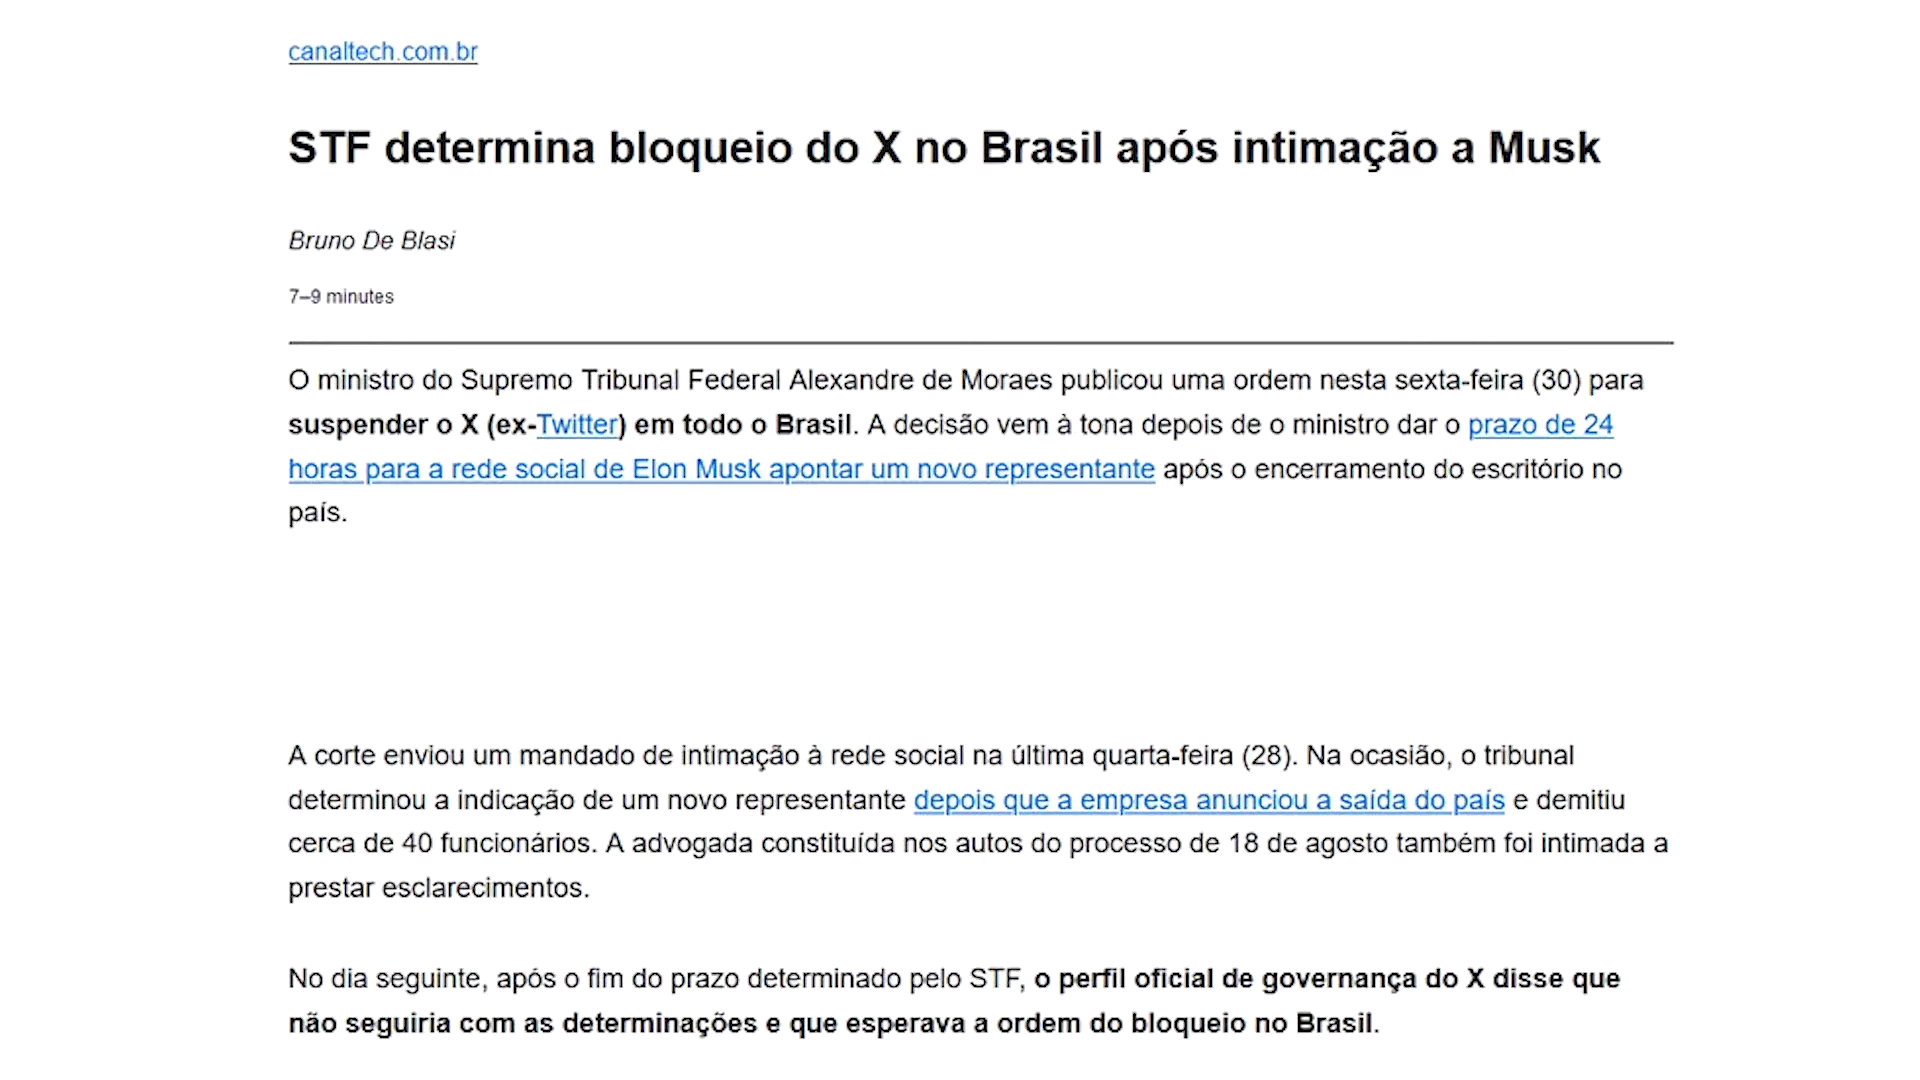 canaltech.com.br
STF determina bloqueio do X no Brasil após intimação a Musk
Bruno De Blasi
7–9 minutes
O ministro do Supremo Tribunal Federal Alexandre de Moraes publicou uma ordem nesta sexta-feira (30) para
suspender o X (ex-Twitter) em todo o Brasil. A decisão vem à tona depois de o ministro dar o prazo de 24
horas para a rede social de Elon Musk apontar um novo representante após o encerramento do escritório no
país.
A corte enviou um mandado de intimação à rede social na última quarta-feira (28). Na ocasião, o tribunal
determinou a indicação de um novo representante depois que a empresa anunciou a saída do país e demitiu
cerca de 40 funcionários. A advogada constituída nos autos do processo de 18 de agosto também foi intimada a
prestar esclarecimentos.
No dia seguinte, após o fim do prazo determinado pelo STF, o perfil oficial de governança do X disse que
não seguiria com as determinações e que esperava a ordem do bloqueio no Brasil.